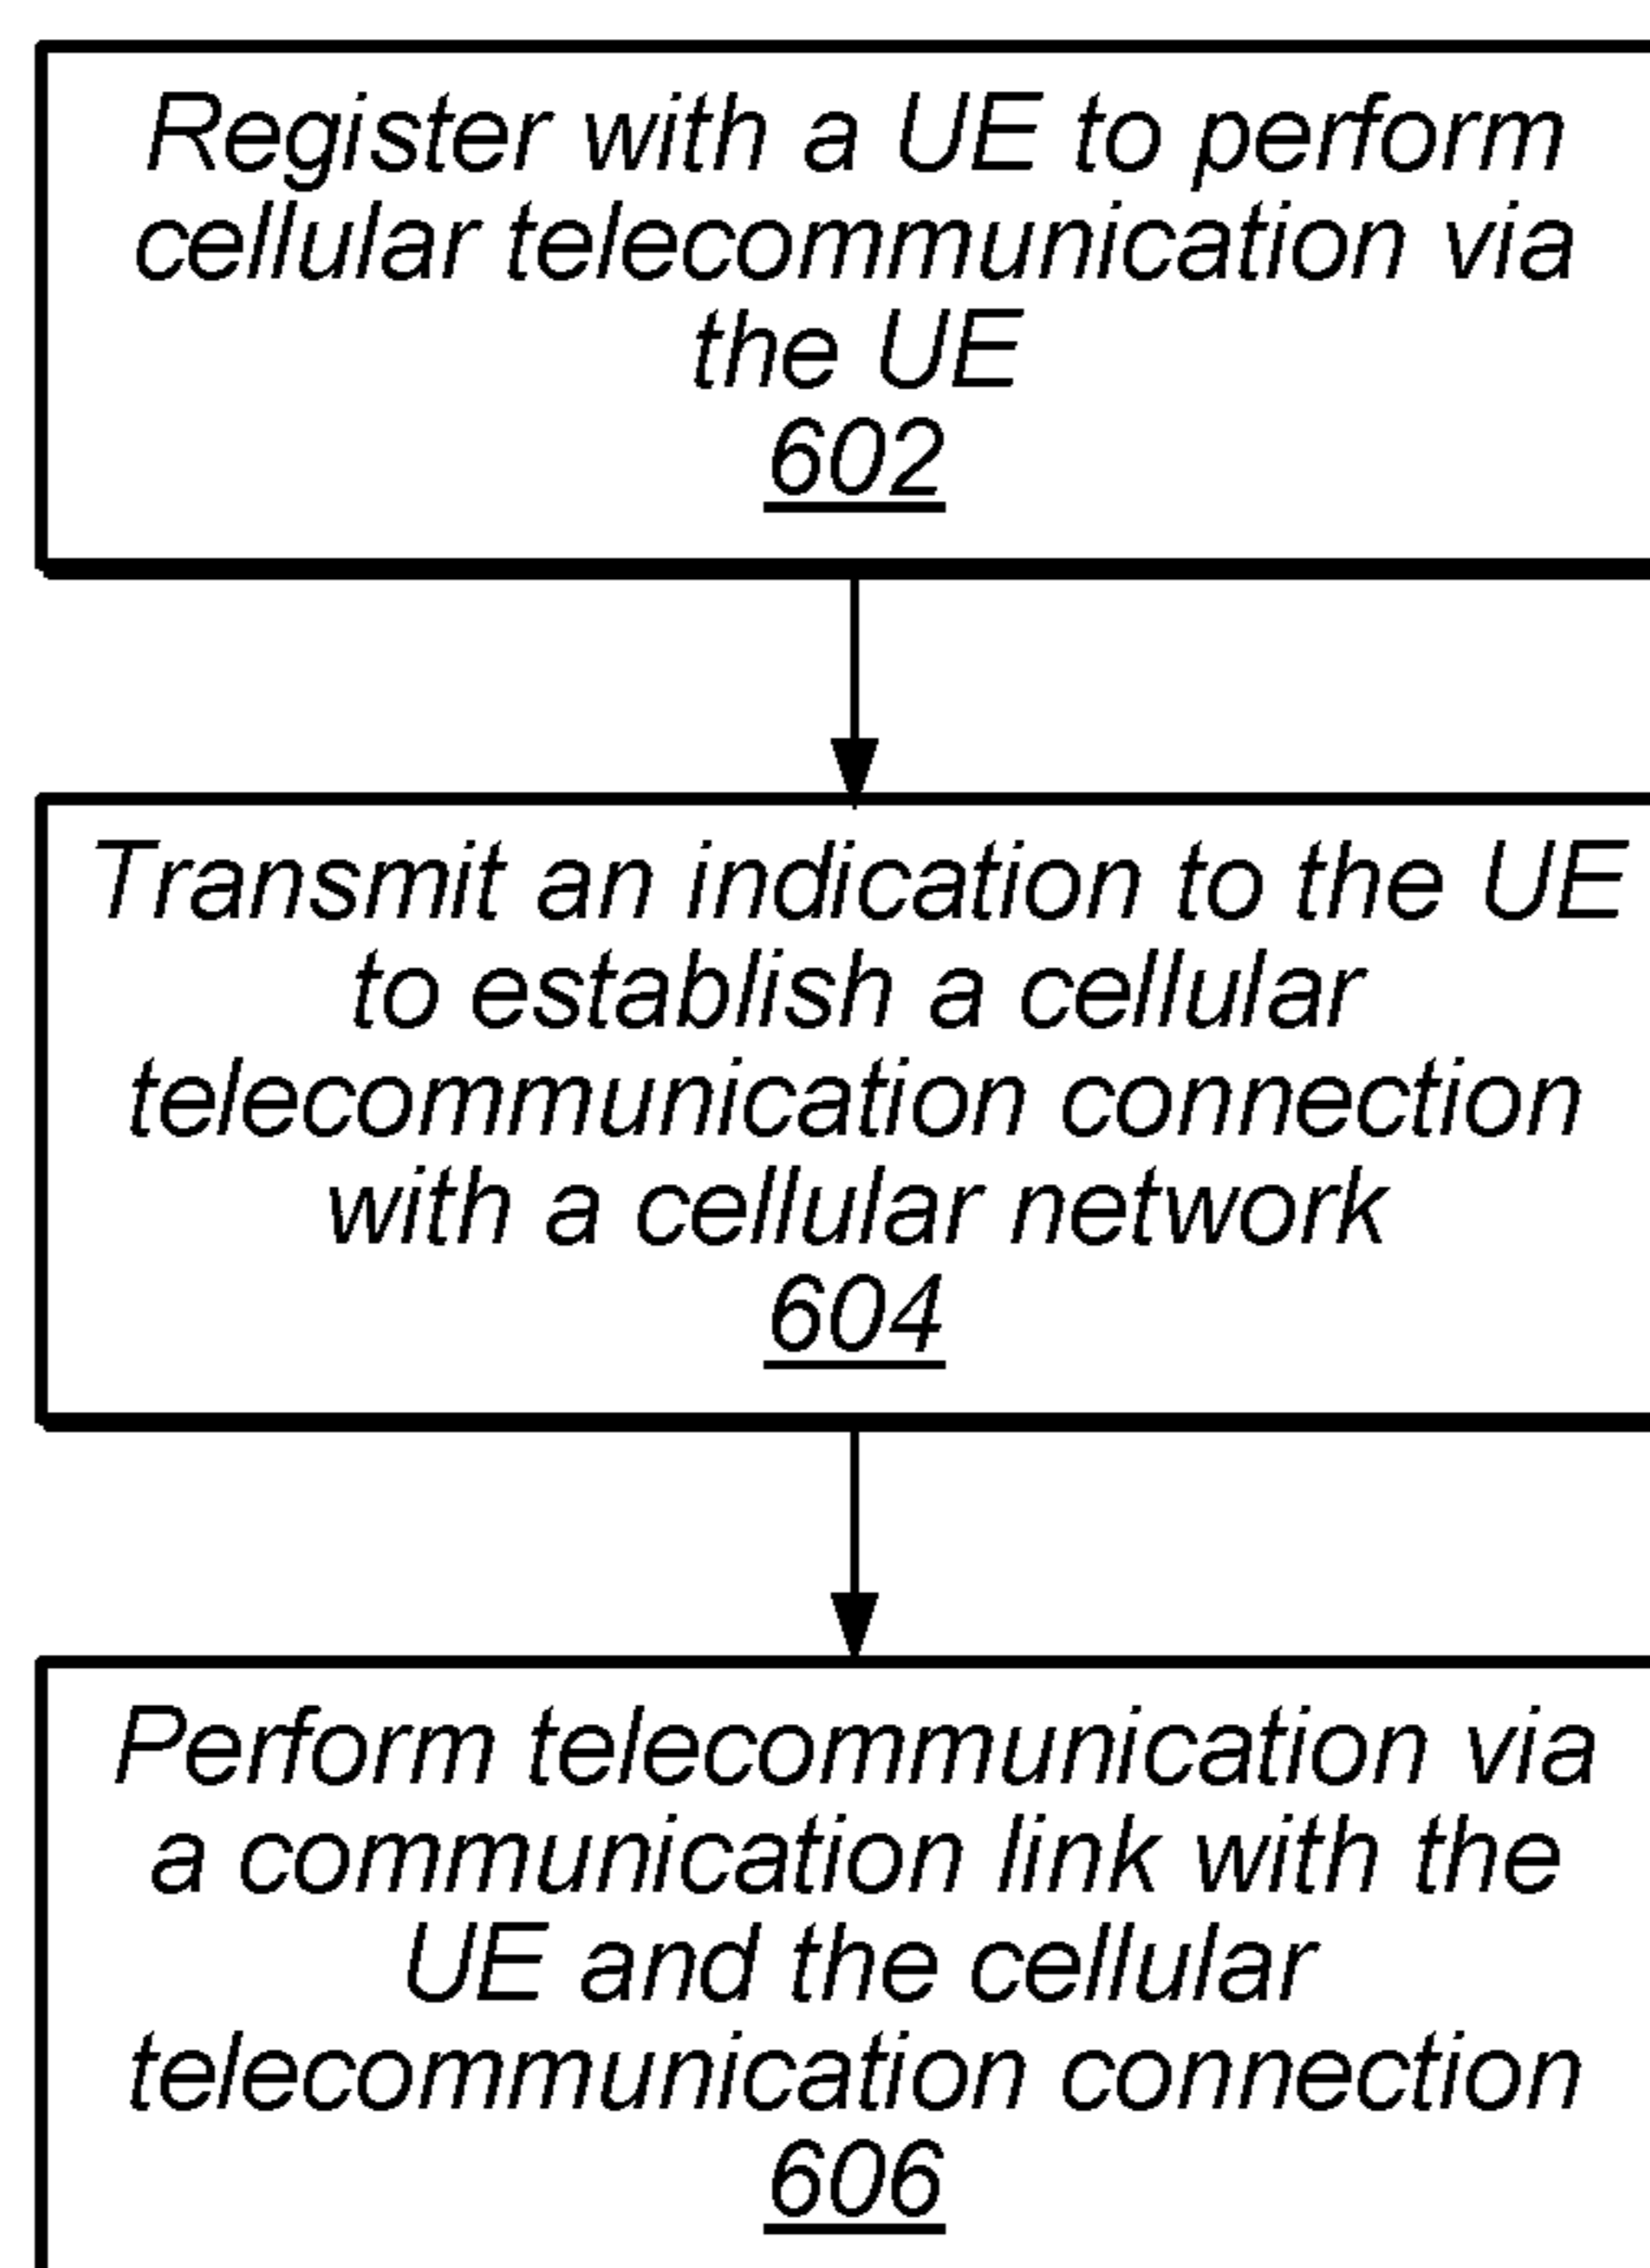 Register with a UE to perform
cellular telecommunication via
the UE
602
Transmit an indication to the UE
to establish a cellular
telecommunication connection
with a cellular network
604
Perform telecommunication via
a communication link with the
UE and the cellular
telecommunication connection
606